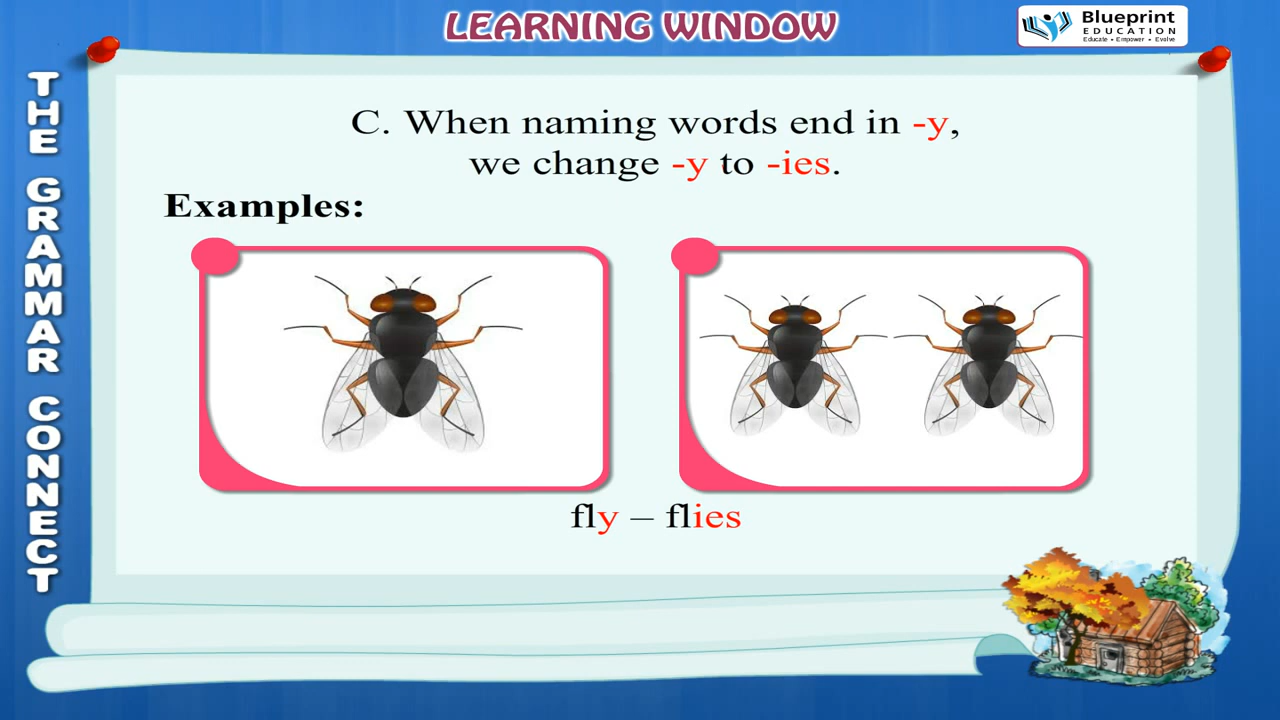 LEARNING WINDOW
Blueprint
EDUCATION
Educate • Empower • Evolve
THE GRAMMAR CONNECT
C. When naming words end in -y,
we change -y to -ies.
Examples:
fly – flies